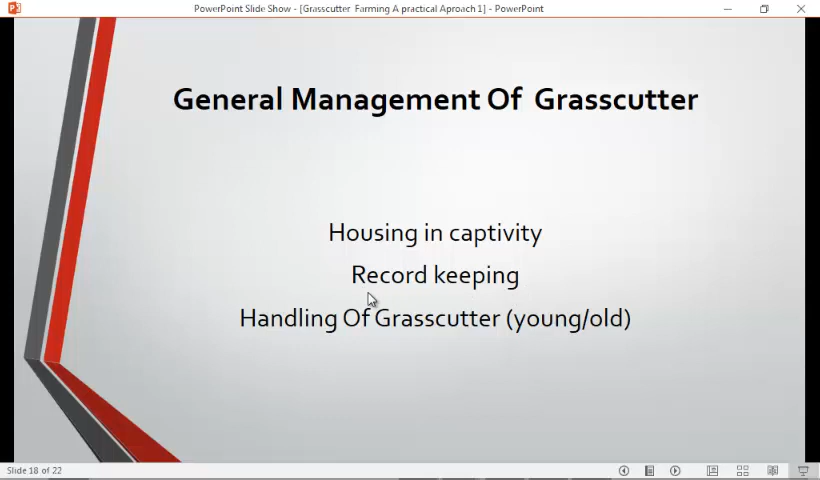 PowerPoint Slide Show - [Grasscutter Farming A practical Aproach 1] - PowerPoint
General Management Of Grasscutter
Housing in captivity
Record keeping
Handling Of Grasscutter (young/old)
Slide 18 of 22